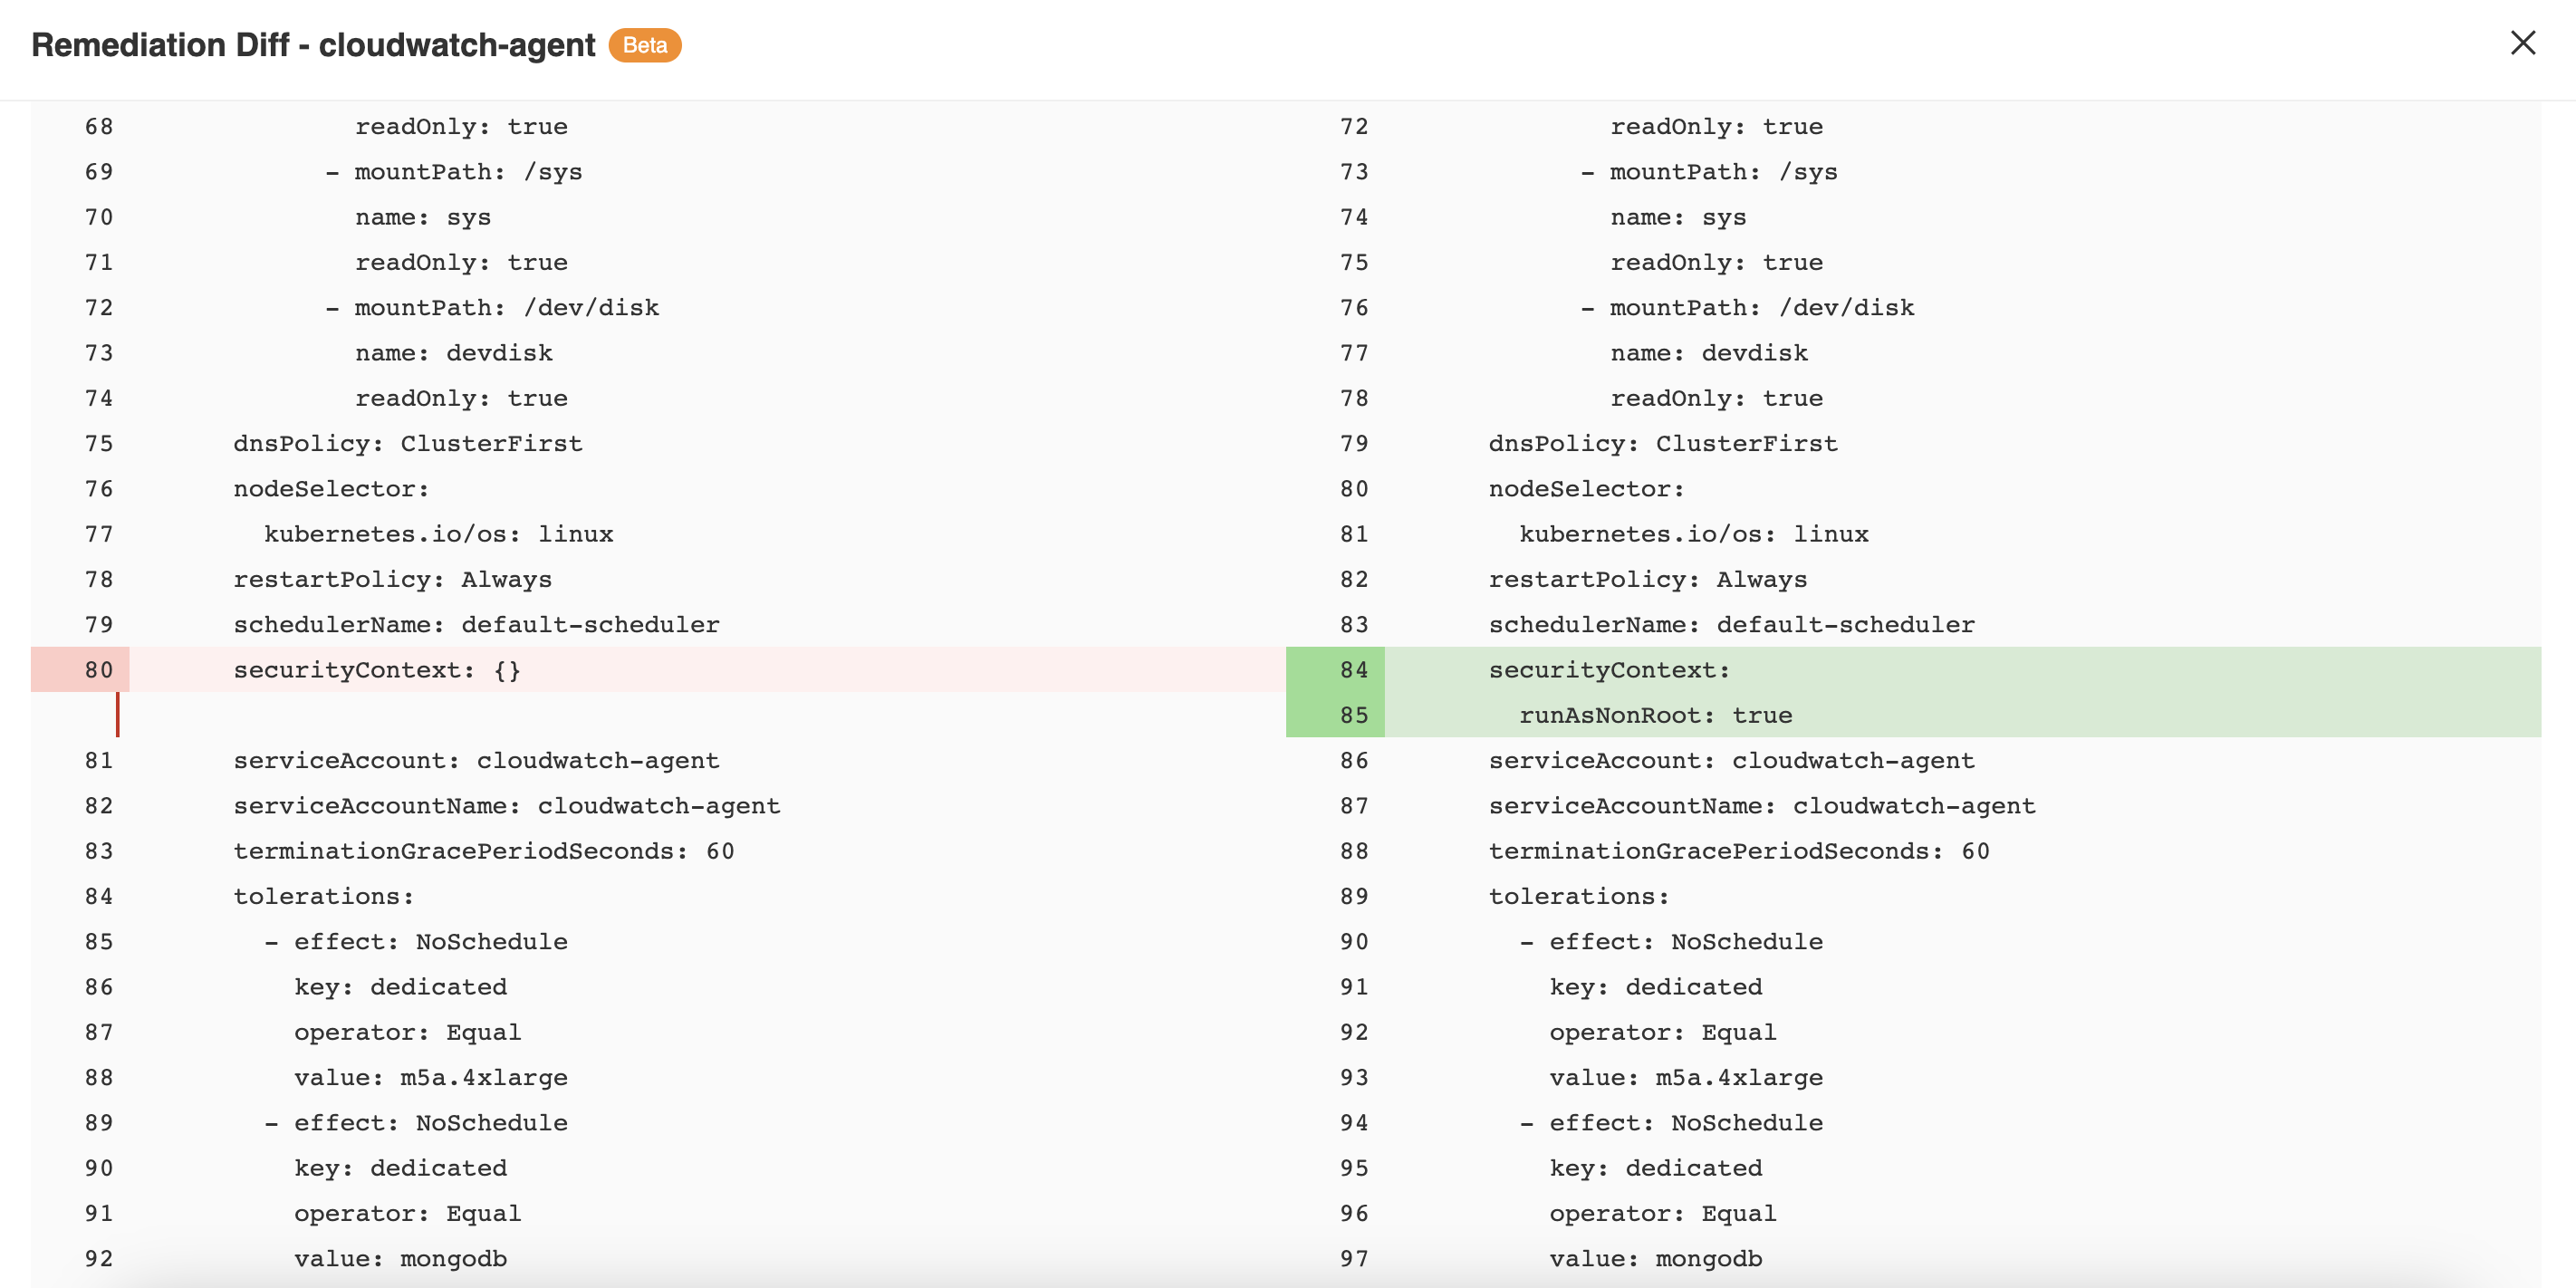 Remediation Diff - cloudwatch-agent Beta
68 readOnly: true
69 - mountPath: /sys
70 name: sys
71 readOnly: true
72 - mountPath: /dev/disk
73 name: devdisk
74 readOnly: true
75 dnsPolicy: ClusterFirst
76 nodeSelector:
77 kubernetes.io/os: linux
78 restartPolicy: Always
79 schedulerName: default-scheduler
80 securityContext: {}
81 serviceAccount: cloudwatch-agent
82 serviceAccountName: cloudwatch-agent
83 terminationGracePeriodSeconds: 60
84 tolerations:
85 - effect: NoSchedule
86 key: dedicated
87 operator: Equal
88 value: m5a.4xlarge
89 - effect: NoSchedule
90 key: dedicated
91 operator: Equal
92 value: mongodb
72 readOnly: true
73 - mountPath: /sys
74 name: sys
75 readOnly: true
76 - mountPath: /dev/disk
77 name: devdisk
78 readOnly: true
79 dnsPolicy: ClusterFirst
80 nodeSelector:
81 kubernetes.io/os: linux
82 restartPolicy: Always
83 schedulerName: default-scheduler
84 securityContext:
85 runAsNonRoot: true
86 serviceAccount: cloudwatch-agent
87 serviceAccountName: cloudwatch-agent
88 terminationGracePeriodSeconds: 60
89 tolerations:
90 - effect: NoSchedule
91 key: dedicated
92 operator: Equal
93 value: m5a.4xlarge
94 - effect: NoSchedule
95 key: dedicated
96 operator: Equal
97 value: mongodb